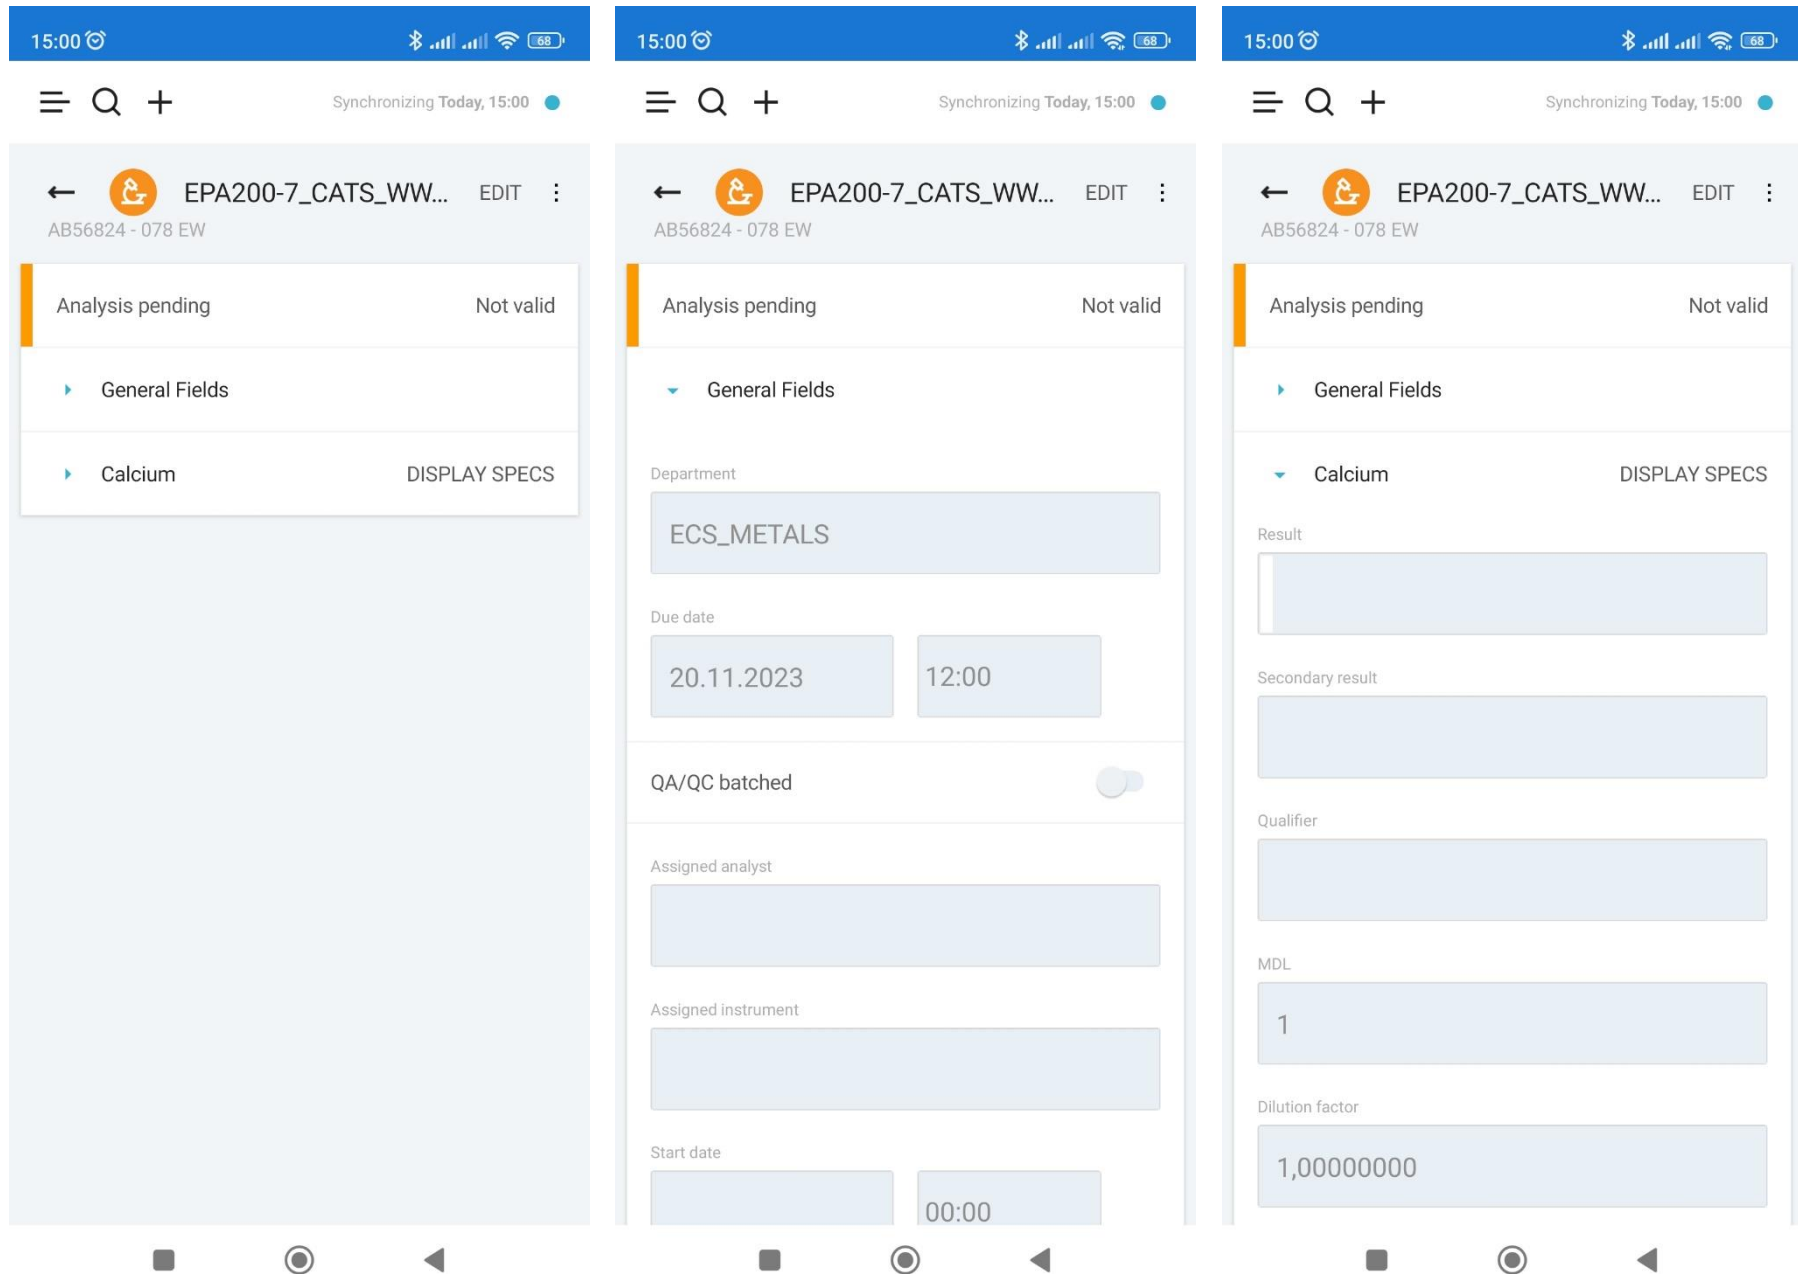 15:00
68
Synchronizing Today, 15:00
EPA200-7_CATS_WW... EDIT
AB56824 - 078 EW
Analysis pending Not valid
General Fields
Calcium DISPLAY SPECS
15:00
68
Synchronizing Today, 15:00
EPA200-7_CATS_WW... EDIT
AB56824 - 078 EW
Analysis pending Not valid
General Fields
Department
ECS_METALS
Due date
20.11.2023 12:00
QA/QC batched
Assigned analyst
Assigned instrument
Start date
00:00
15:00
68
Synchronizing Today, 15:00
EPA200-7_CATS_WW... EDIT
AB56824 - 078 EW
Analysis pending Not valid
General Fields
Calcium DISPLAY SPECS
Result
Secondary result
Qualifier
MDL
1
Dilution factor
1,00000000